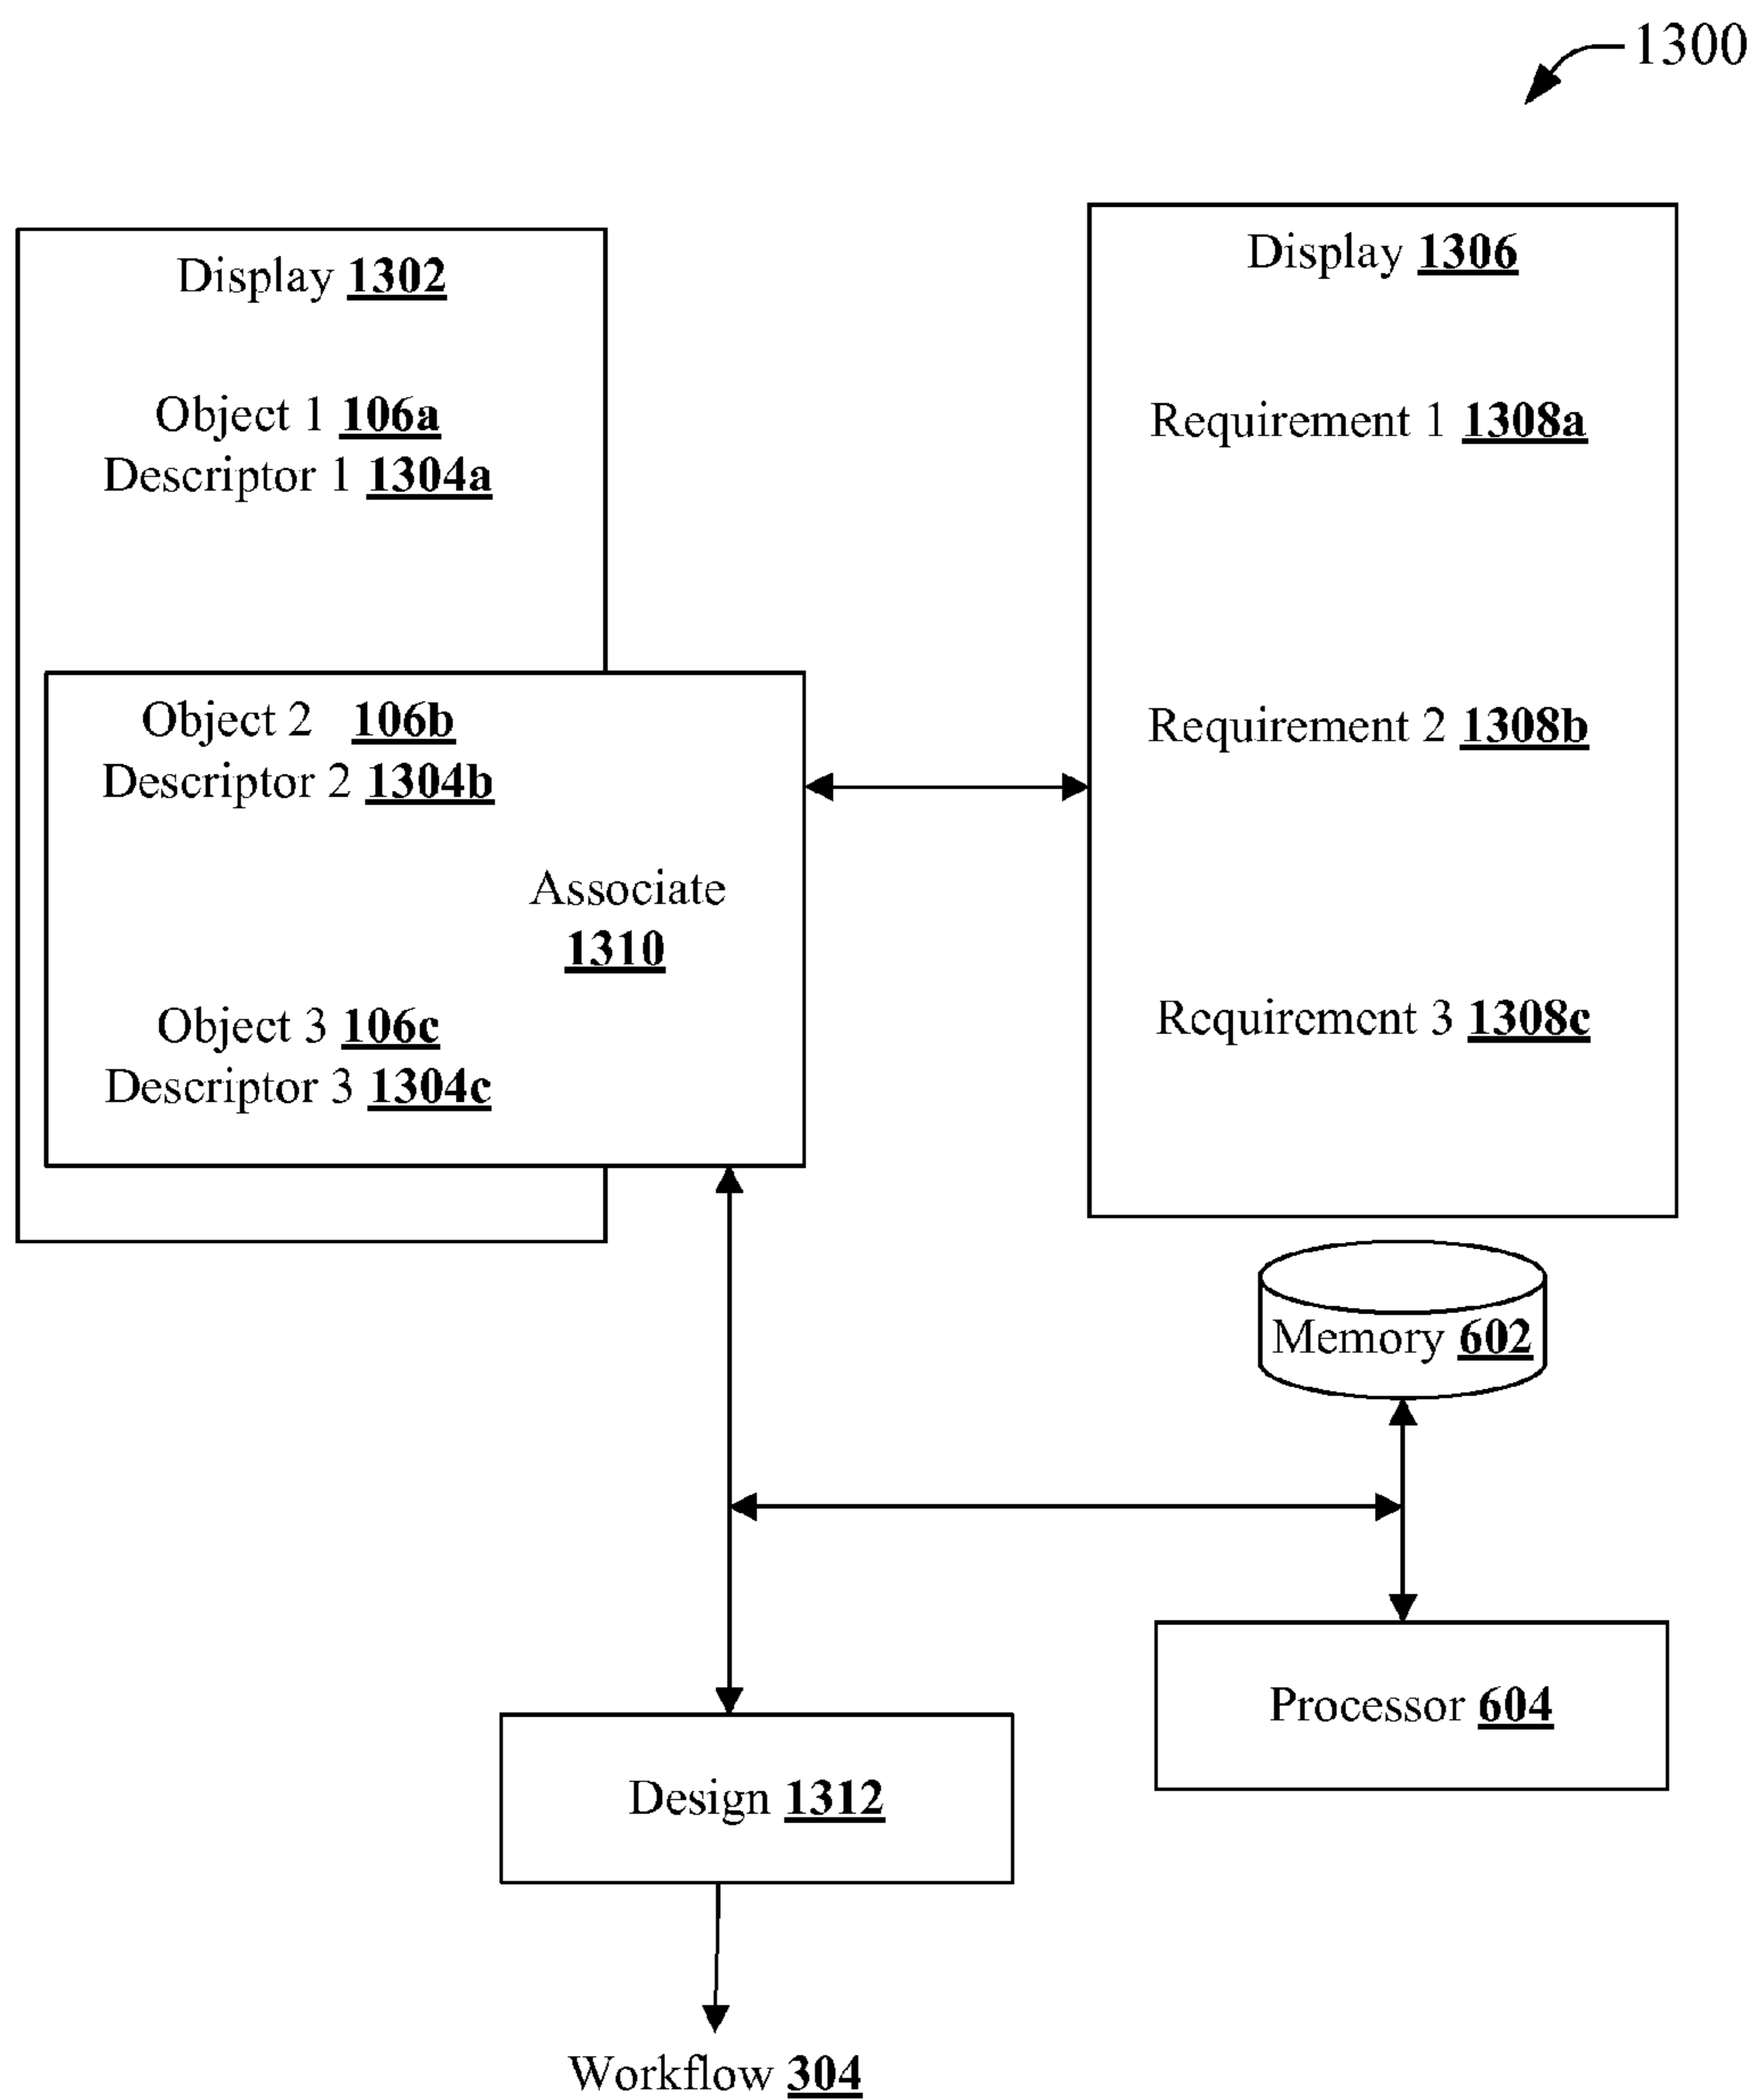 1300
Display 1302
Object 1 106a
Descriptor 1 1304a
Object 2 106b
Descriptor 2 1304b
Associate
1310
Object 3 106c
Descriptor 3 1304c
Display 1306
Requirement 1 1308a
Requirement 2 1308b
Requirement 3 1308c
Memory 602
Processor 604
Design 1312
Workflow 304